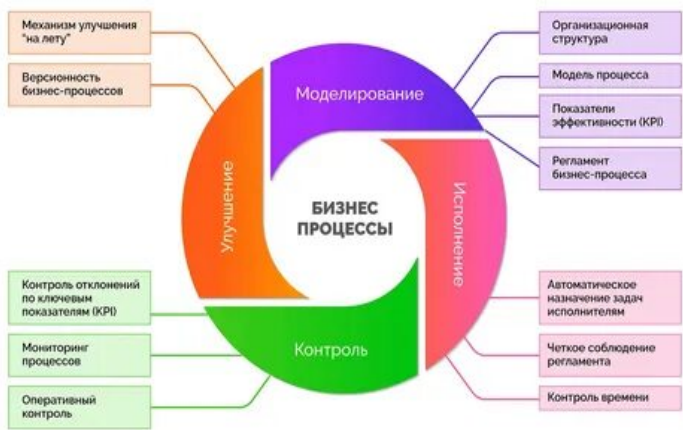 Механизм улучшения
"на лету"
Версионность
бизнес-процессов
Моделирование
Организационная
структура
Модель процесса
Показатели
эффективности (KPI)
Регламент
бизнес-процесса
Улучшение
БИЗНЕС
ПРОЦЕССЫ
Исполнение
Контроль отклонений
по ключевым
показателям (KPI)
Мониторинг
процессов
Оперативный
контроль
Контроль
Автоматическое
назначение задач
исполнителям
Четкое соблюдение
регламента
Контроль времени